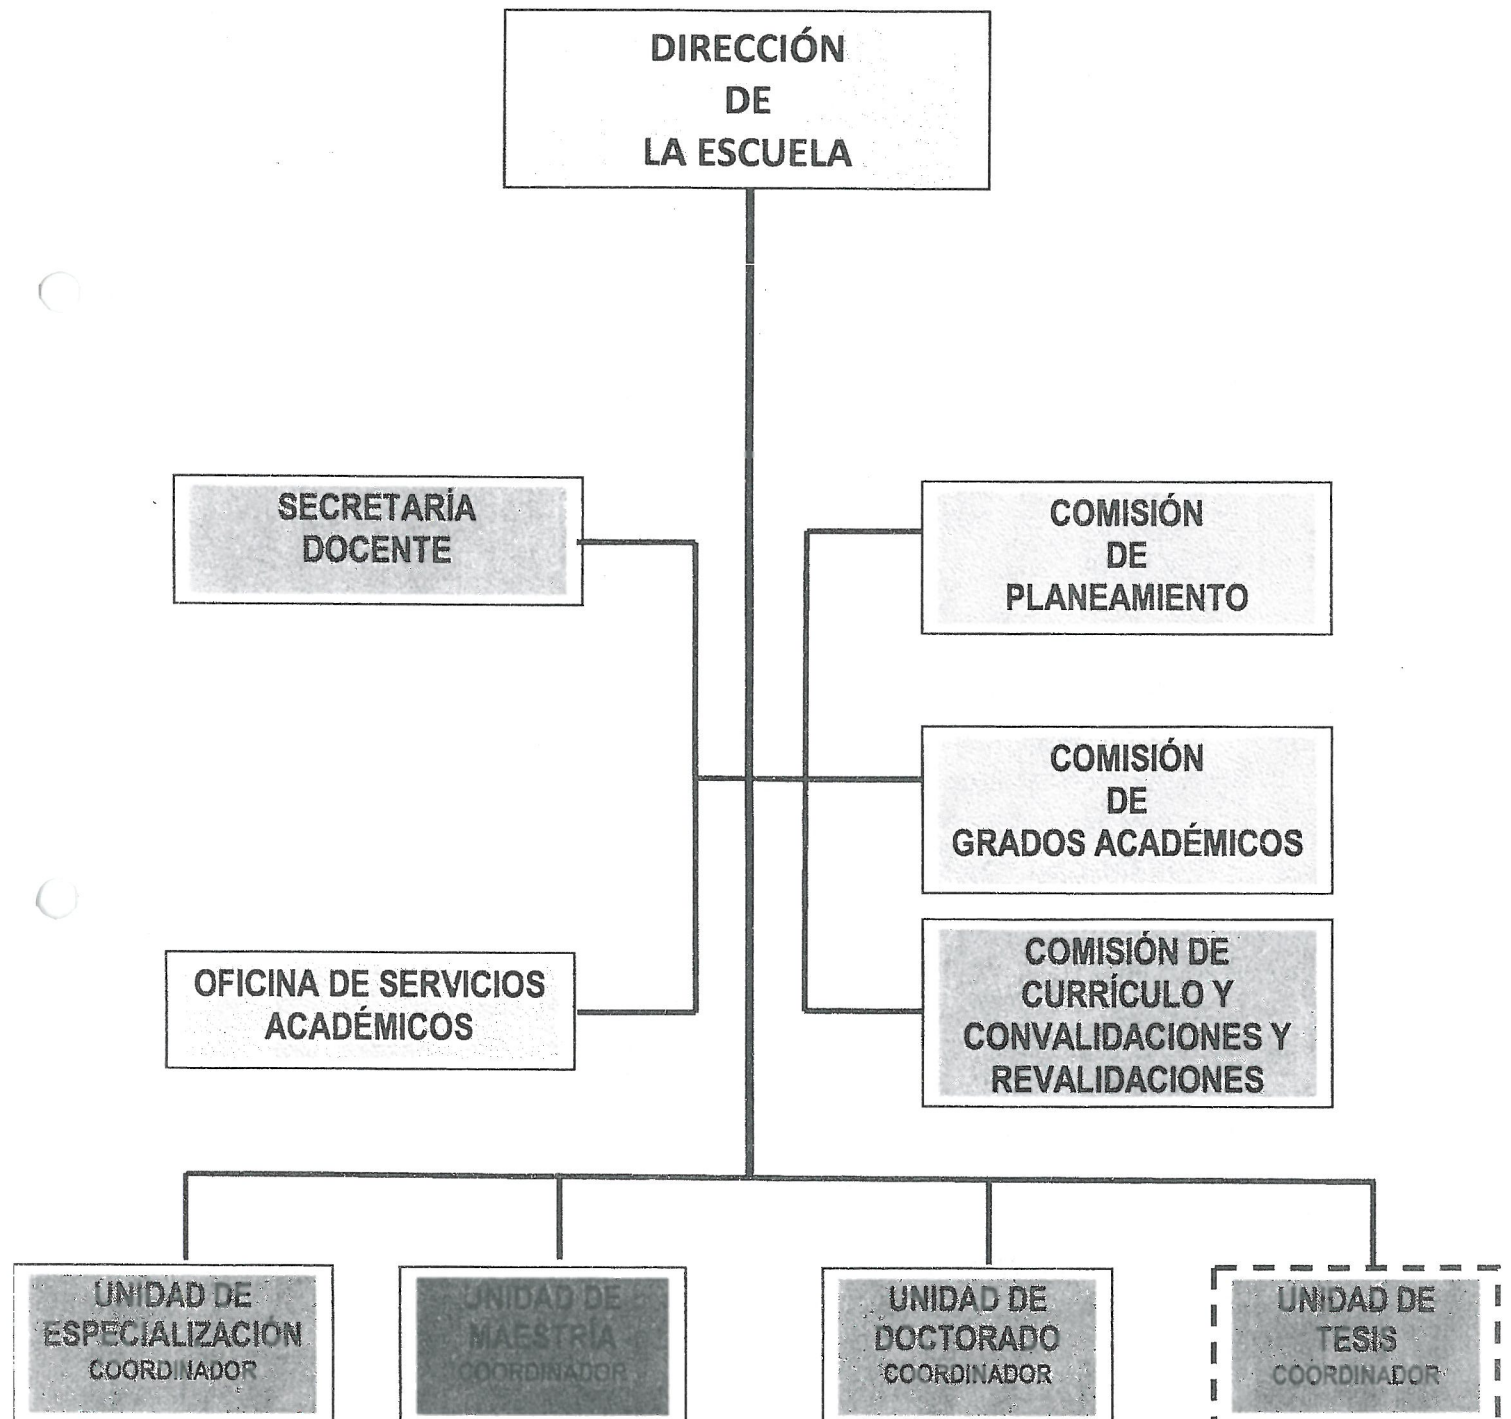 DIRECCIÓN
DE
LA ESCUELA
SECRETARÍA
DOCENTE
COMISIÓN
DE
PLANEAMIENTO
COMISIÓN
DE
GRADOS ACADÉMICOS
OFICINA DE SERVICIOS
ACADÉMICOS
COMISIÓN DE
CURRÍCULO Y
CONVALIDACIONES Y
REVALIDACIONES
UNIDAD DE
ESPECIALIZACIÓN
COORDINADOR
UNIDAD DE
MAESTRÍA
COORDINADOR
UNIDAD DE
DOCTORADO
COORDINADOR
UNIDAD DE
TESIS
COORDINADOR